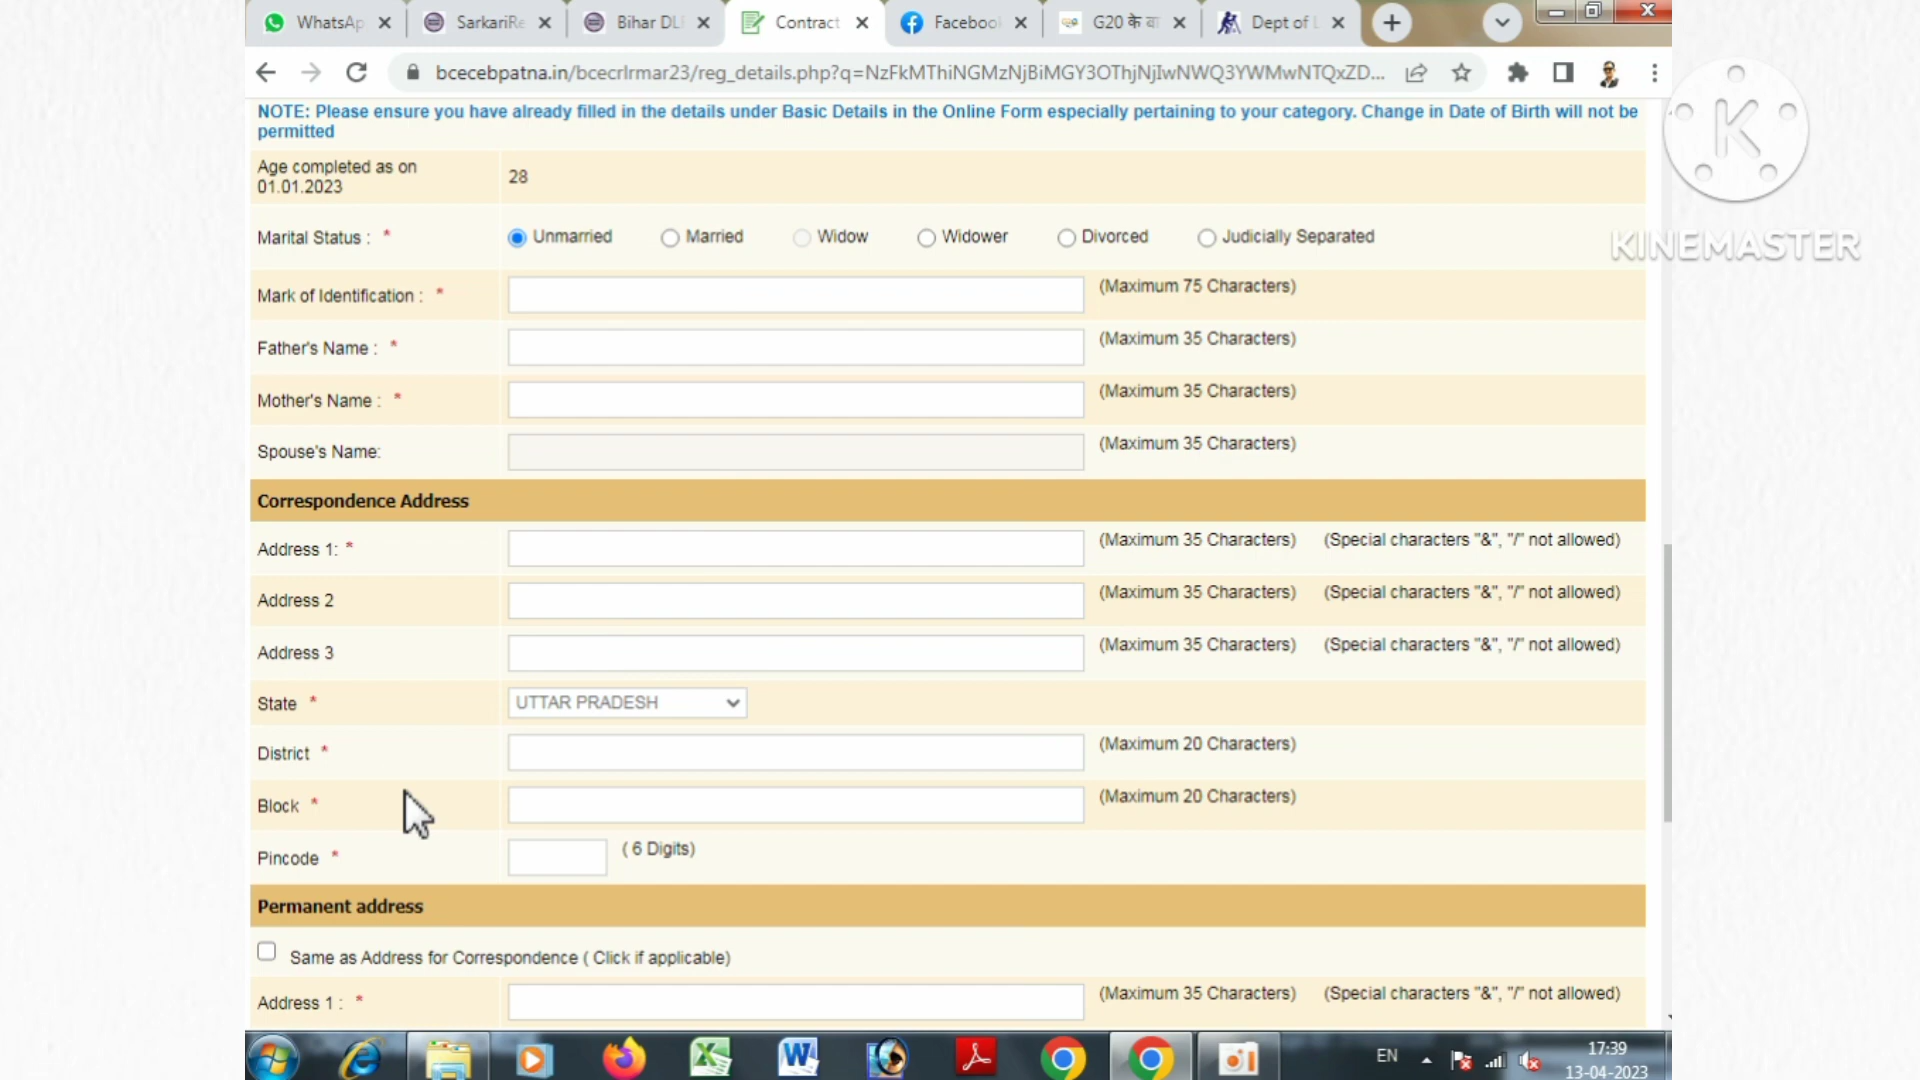 WhatsAp
SarkariRe
Bihar DLE
Contract
Facebook
G20 के वा
Dept of L
bcecebpatna.in/bcecrlrmar23/reg_details.php?q=NzFkMThiNGMzNjBiMGY3OThjNjIwNWQ3YWMwNTQxZD...
NOTE: Please ensure you have already filled in the details under Basic Details in the Online Form especially pertaining to your category. Change in Date of Birth will not be
permitted
Age completed as on
01.01.2023
28
Marital Status : * Unmarried Married Widow Widower Divorced Judicially Separated
Mark of Identification : * (Maximum 75 Characters)
Father's Name : * (Maximum 35 Characters)
Mother's Name : * (Maximum 35 Characters)
Spouse's Name: (Maximum 35 Characters)
Correspondence Address
Address 1: * (Maximum 35 Characters) (Special characters "&", "/" not allowed)
Address 2 (Maximum 35 Characters) (Special characters "&", "/" not allowed)
Address 3 (Maximum 35 Characters) (Special characters "&", "/" not allowed)
State * UTTAR PRADESH
District * (Maximum 20 Characters)
Block * (Maximum 20 Characters)
Pincode * ( 6 Digits)
Permanent address
Same as Address for Correspondence ( Click if applicable)
Address 1 : * (Maximum 35 Characters) (Special characters "&", "/" not allowed)
EN
17:39
13-04-2023
K
KINEMASTER